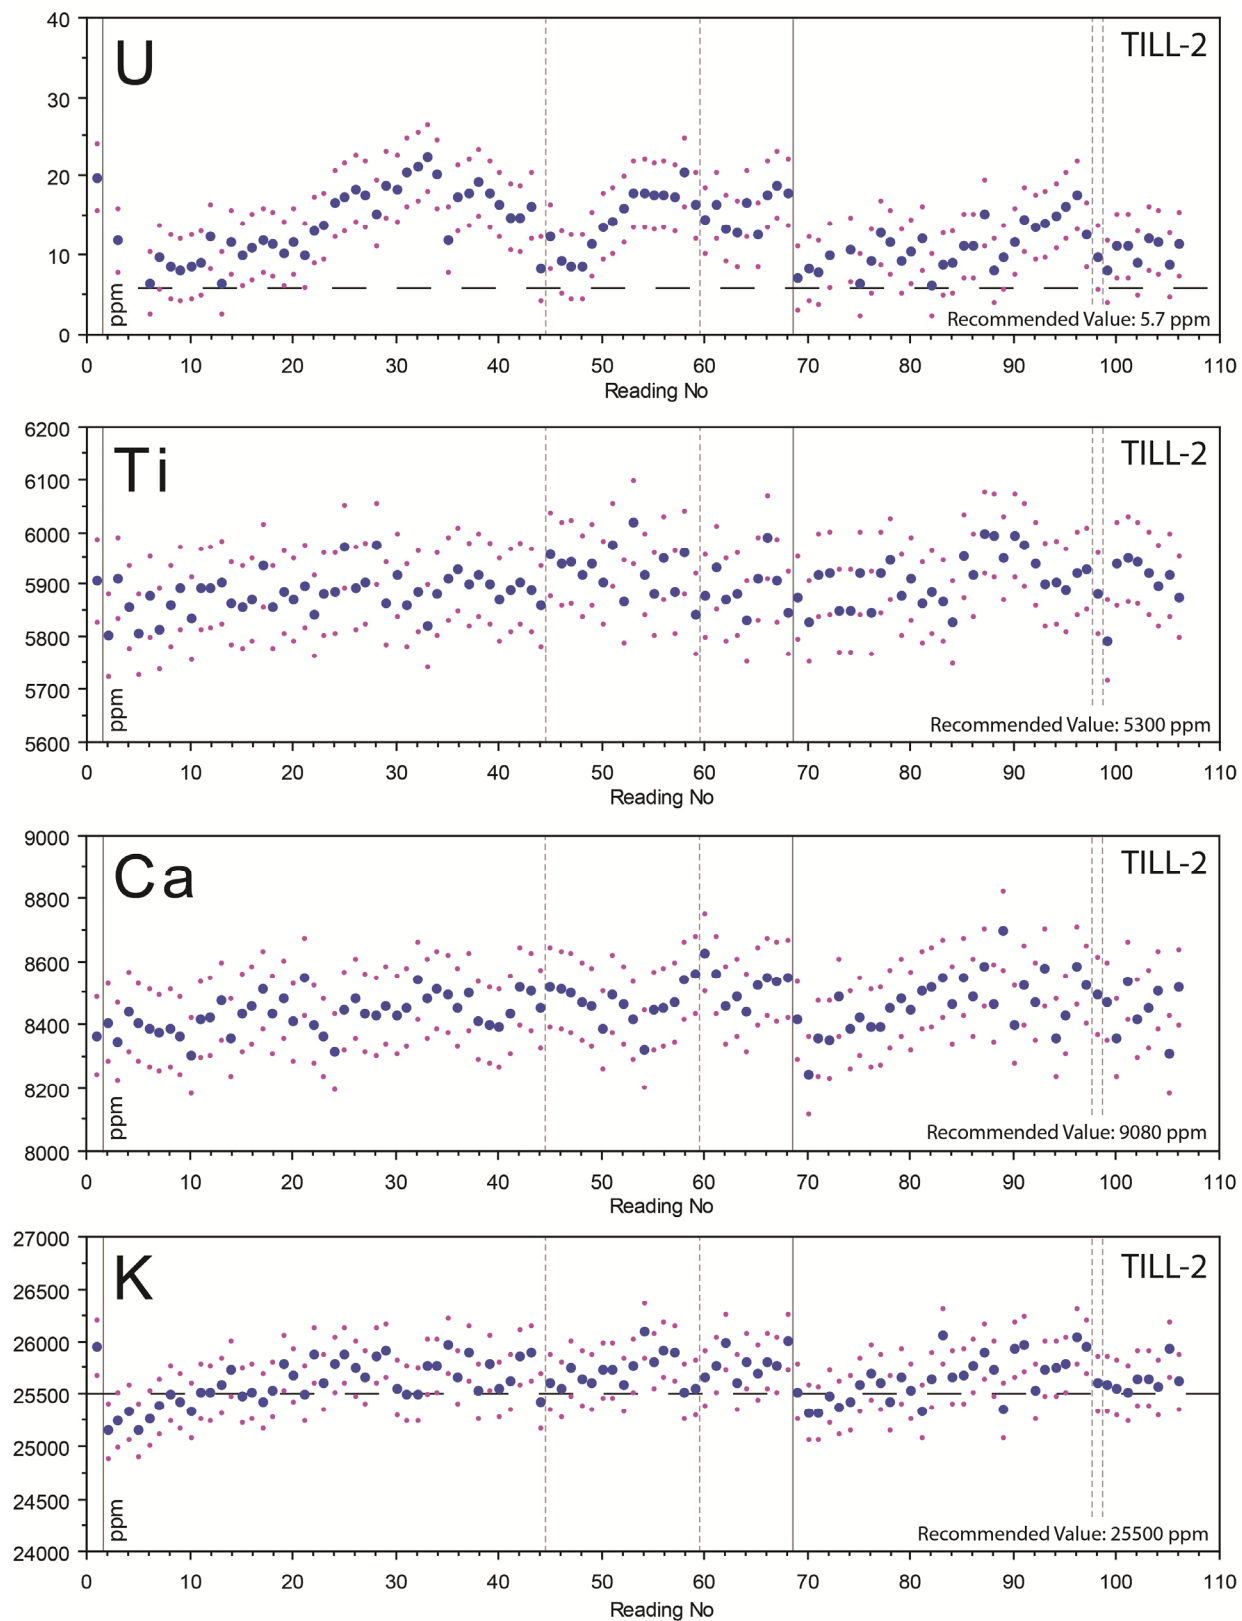 40
U
TILL-2
30
20
10
ppm
Recommended Value: 5.7 ppm
0
0 10 20 30 40 50 60 70 80 90 100 110
Reading No
6200
Ti
TILL-2
6100
6000
5900
5800
5700
ppm
Recommended Value: 5300 ppm
5600
0 10 20 30 40 50 60 70 80 90 100 110
Reading No
9000
Ca
TILL-2
8800
8600
8400
8200
ppm
Recommended Value: 9080 ppm
8000
0 10 20 30 40 50 60 70 80 90 100 110
Reading No
27000
K
TILL-2
26500
26000
25500
25000
24500
ppm
Recommended Value: 25500 ppm
24000
0 10 20 30 40 50 60 70 80 90 100 110
Reading No